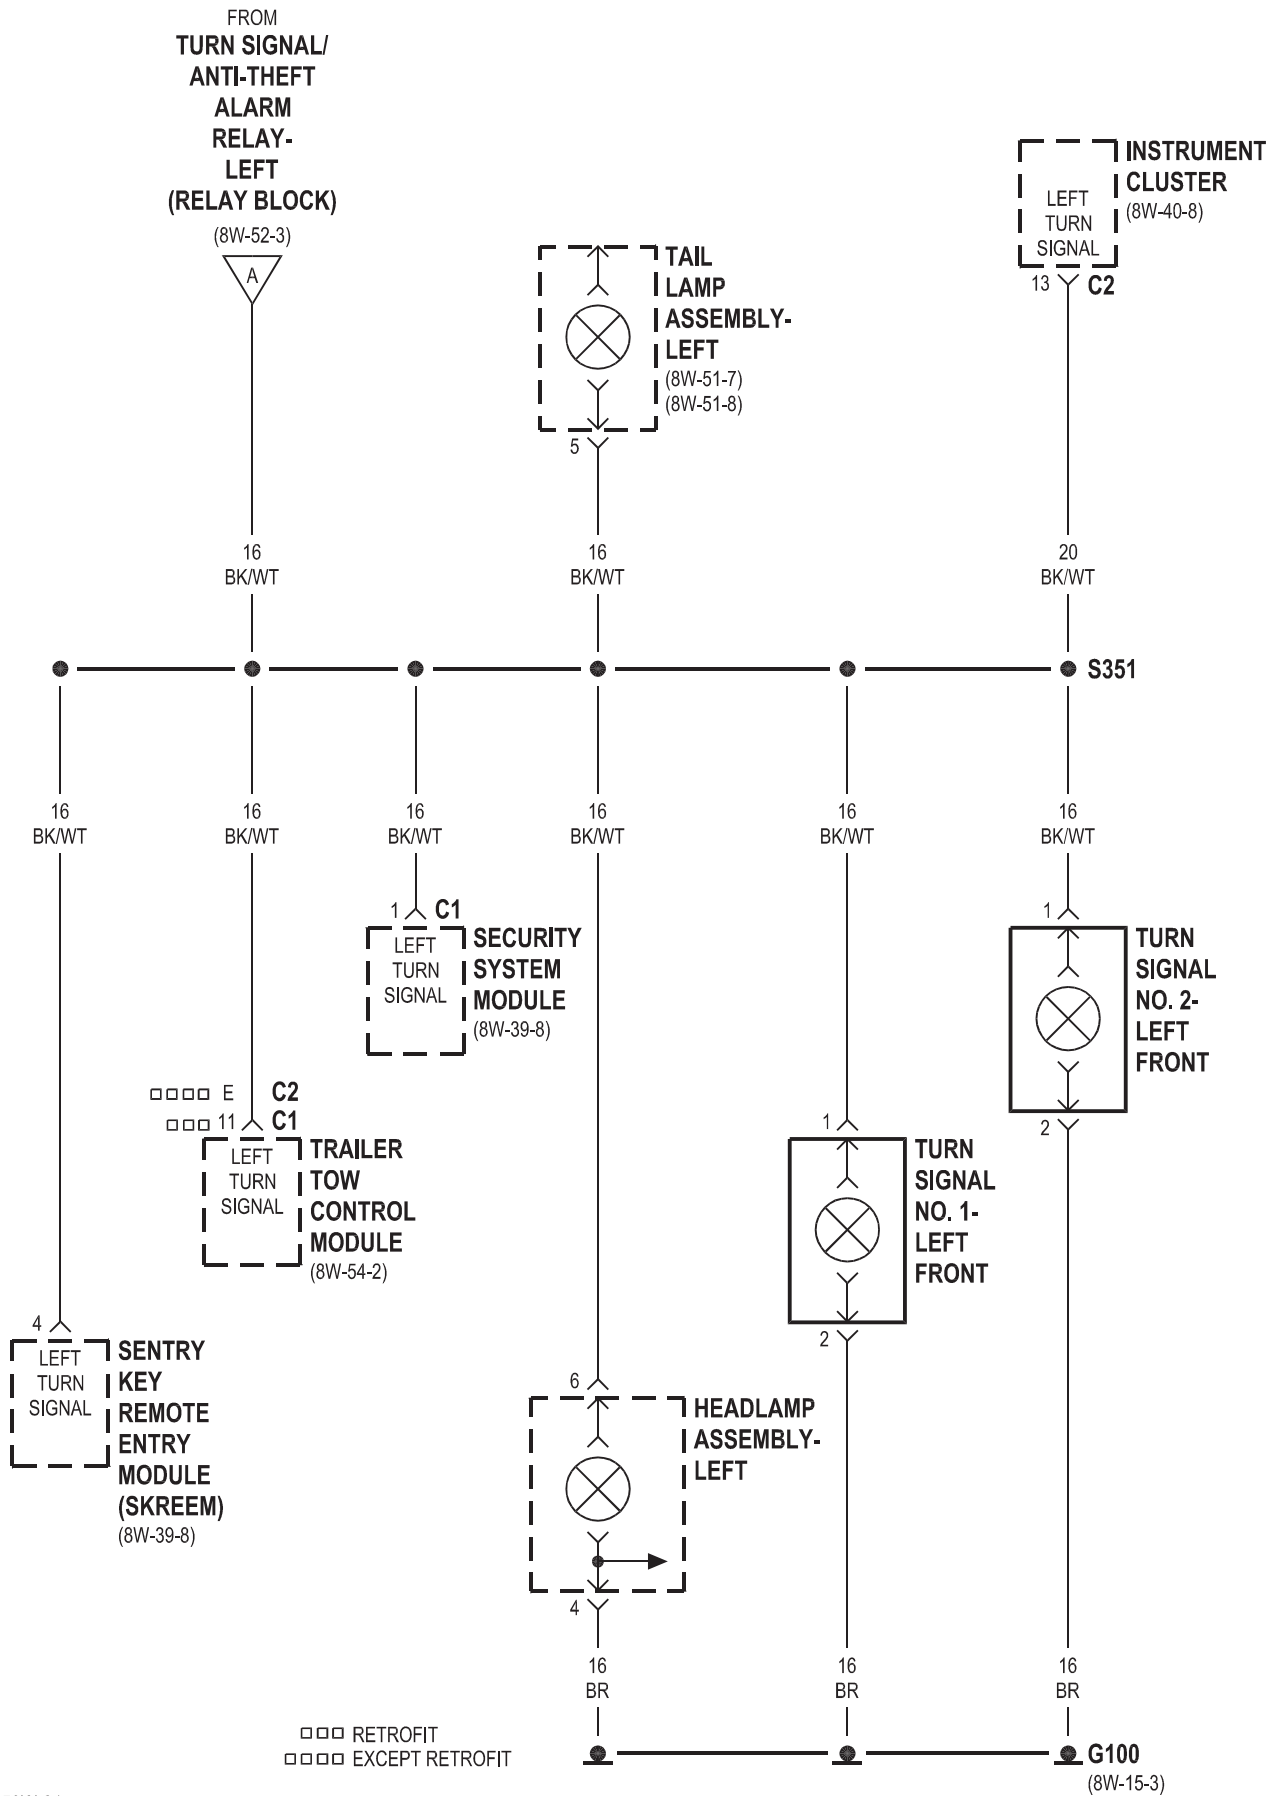 FROM
TURN SIGNAL/
ANTI-THEFT
ALARM
RELAY-
LEFT
(RELAY BLOCK)
(8W-52-3)
A
TAIL
LAMP
ASSEMBLY-
LEFT
(8W-51-7)
(8W-51-8)
5
INSTRUMENT
CLUSTER
(8W-40-8)
LEFT
TURN
SIGNAL
13 C2
16
BK/WT
16
BK/WT
20
BK/WT
S351
16
BK/WT
16
BK/WT
16
BK/WT
16
BK/WT
16
BK/WT
16
BK/WT
1 C1
LEFT
TURN
SIGNAL
SECURITY
SYSTEM
MODULE
(8W-39-8)
1
TURN
SIGNAL
NO. 2-
LEFT
FRONT
2
E C2
11 C1
LEFT
TURN
SIGNAL
TRAILER
TOW
CONTROL
MODULE
(8W-54-2)
1
TURN
SIGNAL
NO. 1-
LEFT
FRONT
2
4
LEFT
TURN
SIGNAL
SENTRY
KEY
REMOTE
ENTRY
MODULE
(SKREEM)
(8W-39-8)
6
HEADLAMP
ASSEMBLY-
LEFT
4
16
BR
16
BR
16
BR
RETROFIT
EXCEPT RETROFIT
G100
(8W-15-3)